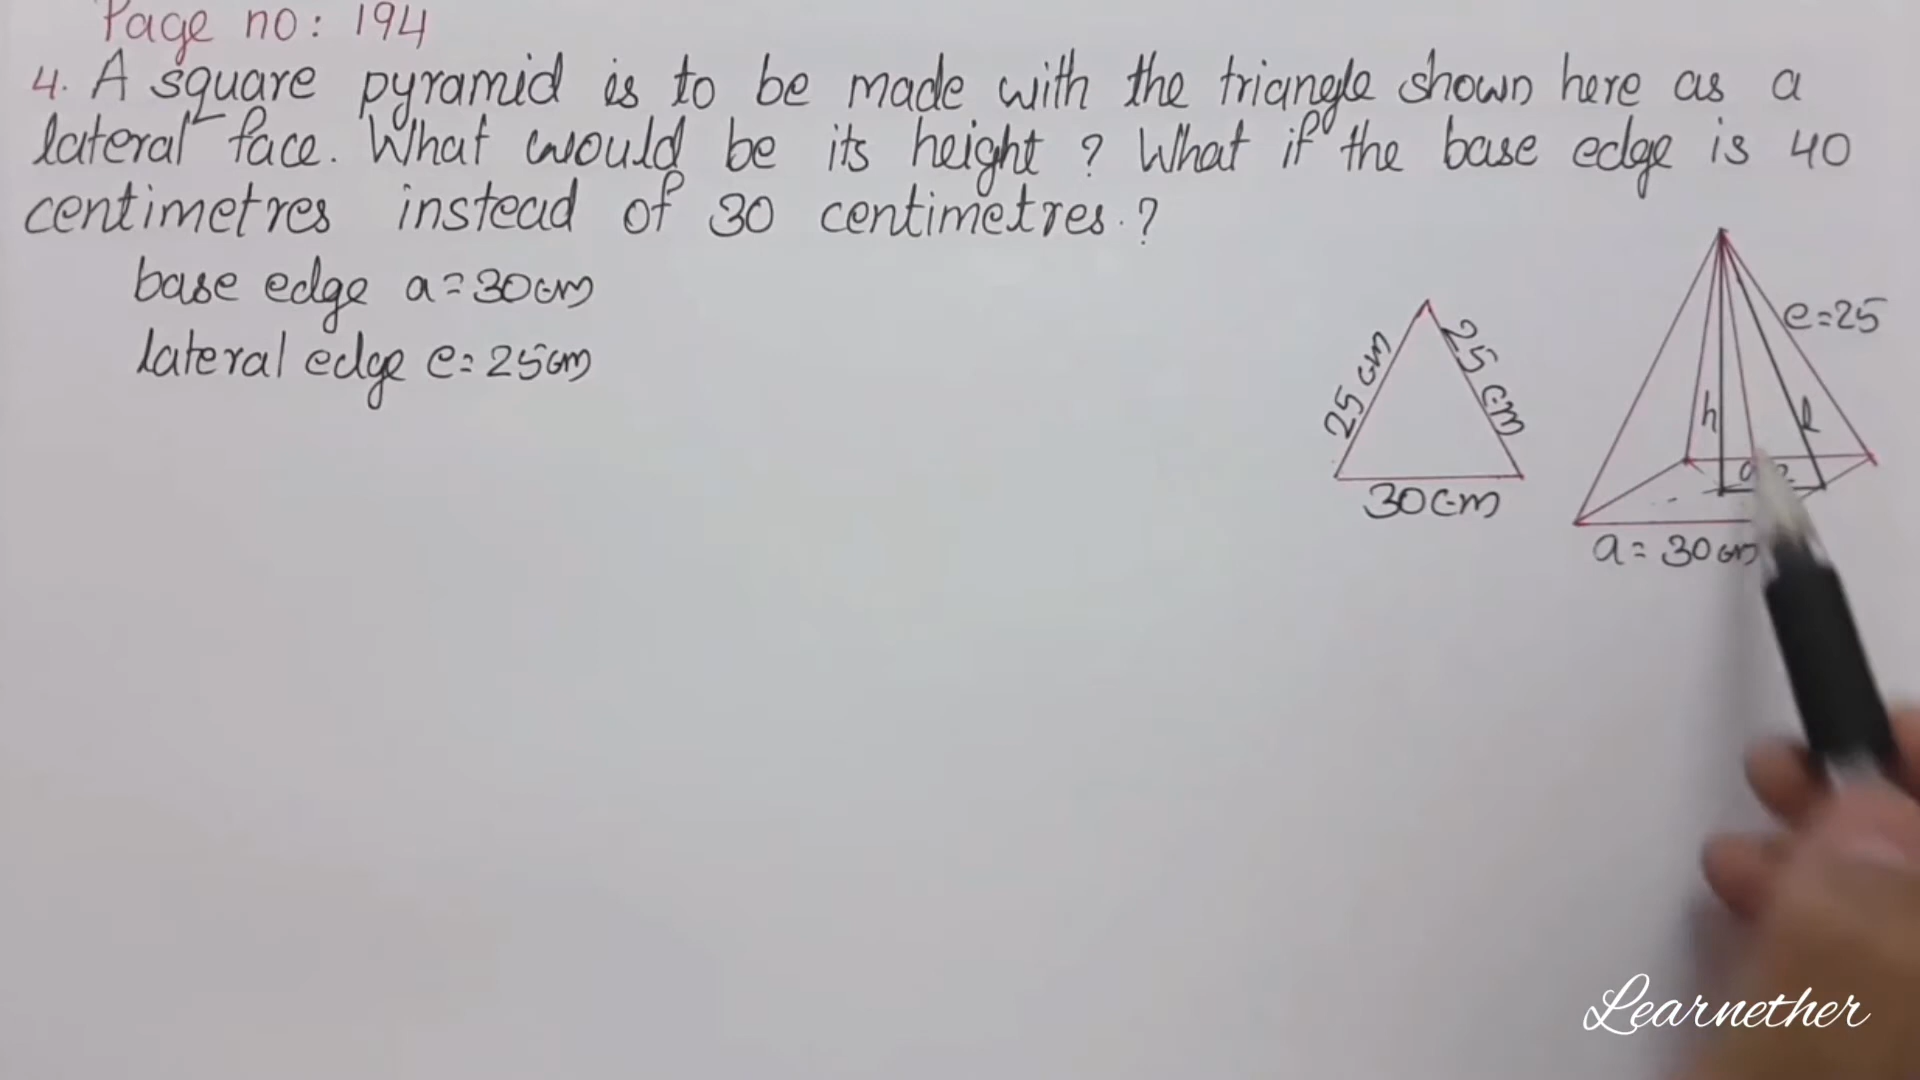 Page no: 194
4. A square pyramid is to be made with the triangle shown here as a
lateral face. What would be its height ? What if the base edge is 40
centimetres instead of 30 centimetres.?
base edge a = 30cm
lateral edge e = 25cm
25 cm
25 cm
30cm
e=25
h
l
a = 30cm
Learnether